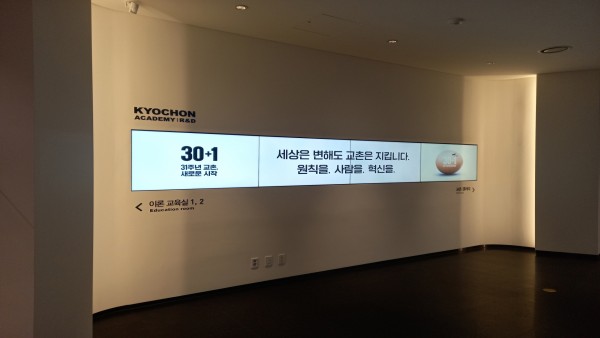 KYOCHON
ACADEMY | R&D
30+1
31주년 교촌,
새로운 시작
세상은 변해도 교촌은 지킵니다.
원칙을. 사람을. 혁신을.
이론 교육실 1, 2
Education room